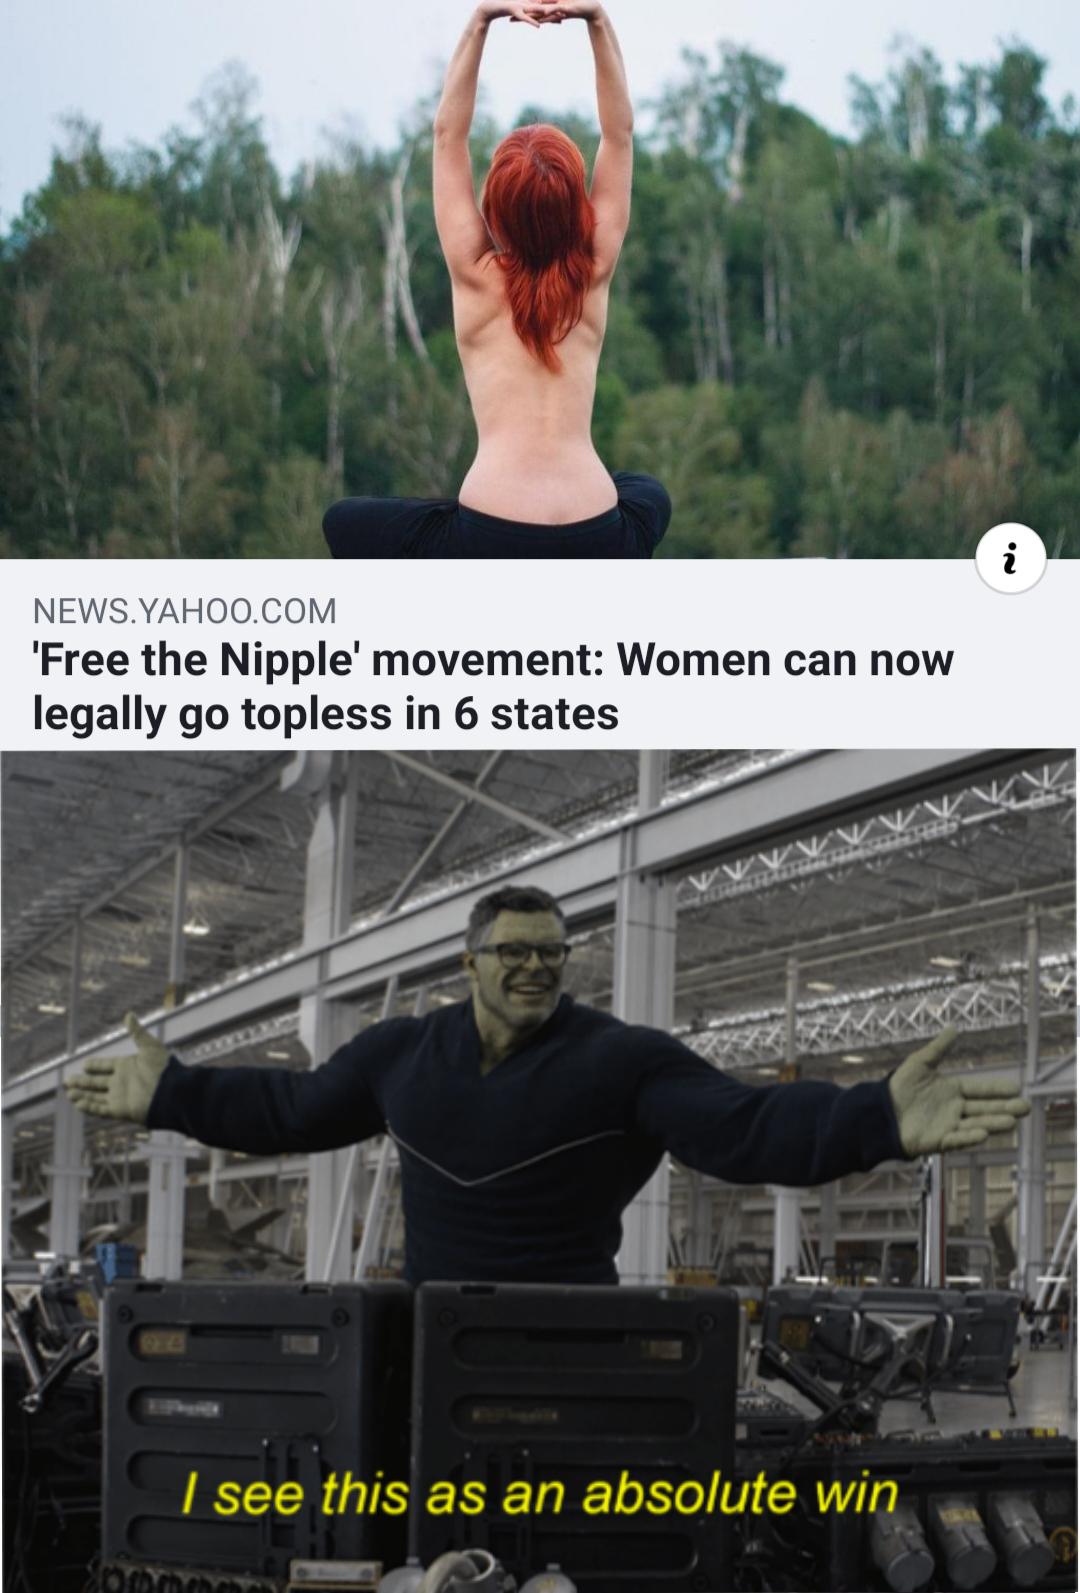 NEWS.YAHOO.COM
'Free the Nipple' movement: Women can now
legally go topless in 6 states
I see this as an absolute win